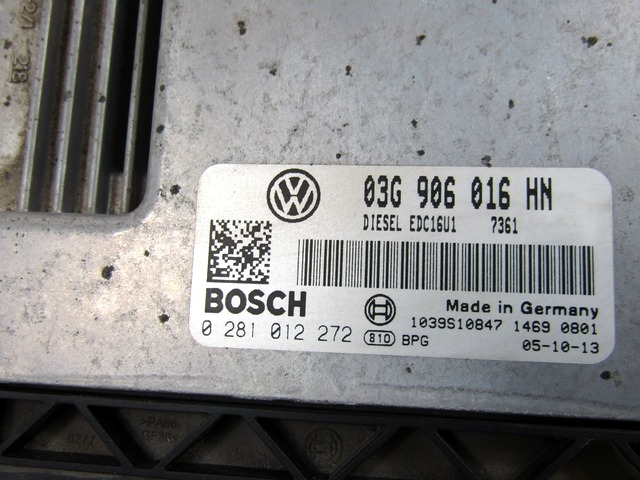 03G 906 016 HN
DIESEL EDC16U1 7361
BOSCH
Made in Germany
0 281 012 272 810 BPG
1039S10847 1469 0801
05-10-13
>PA66